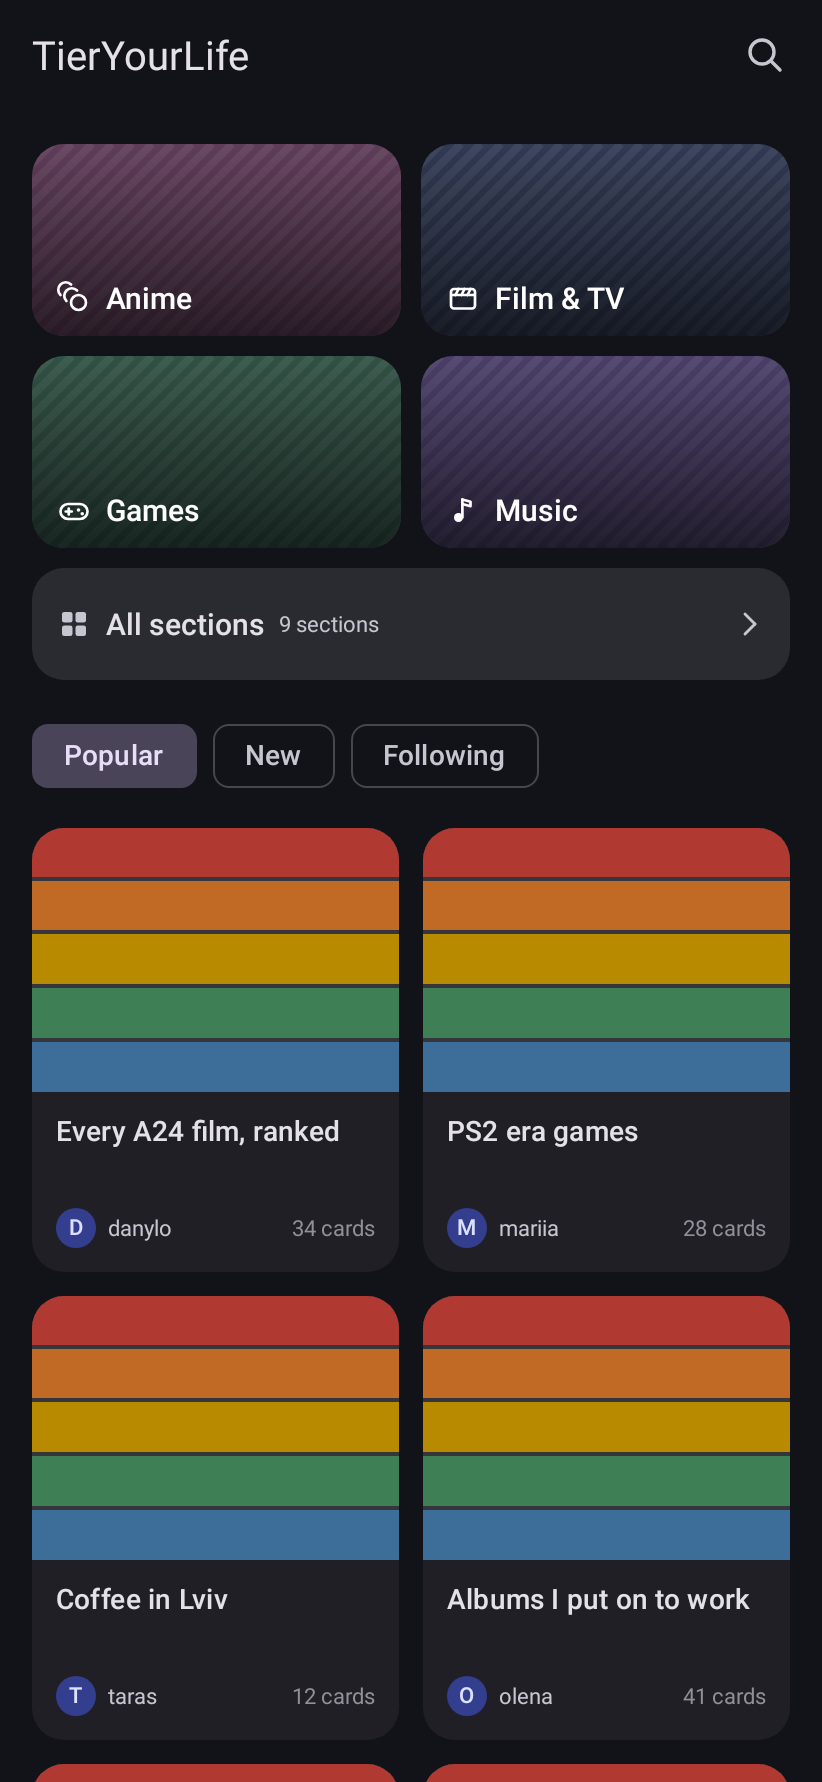 TierYourLife
Anime
Film & TV
Games
Music
All sections 9 sections
Popular New Following
Every A24 film, ranked
D danylo 34 cards
PS2 era games
M mariia 28 cards
Coffee in Lviv
T taras 12 cards
Albums I put on to work
O olena 41 cards